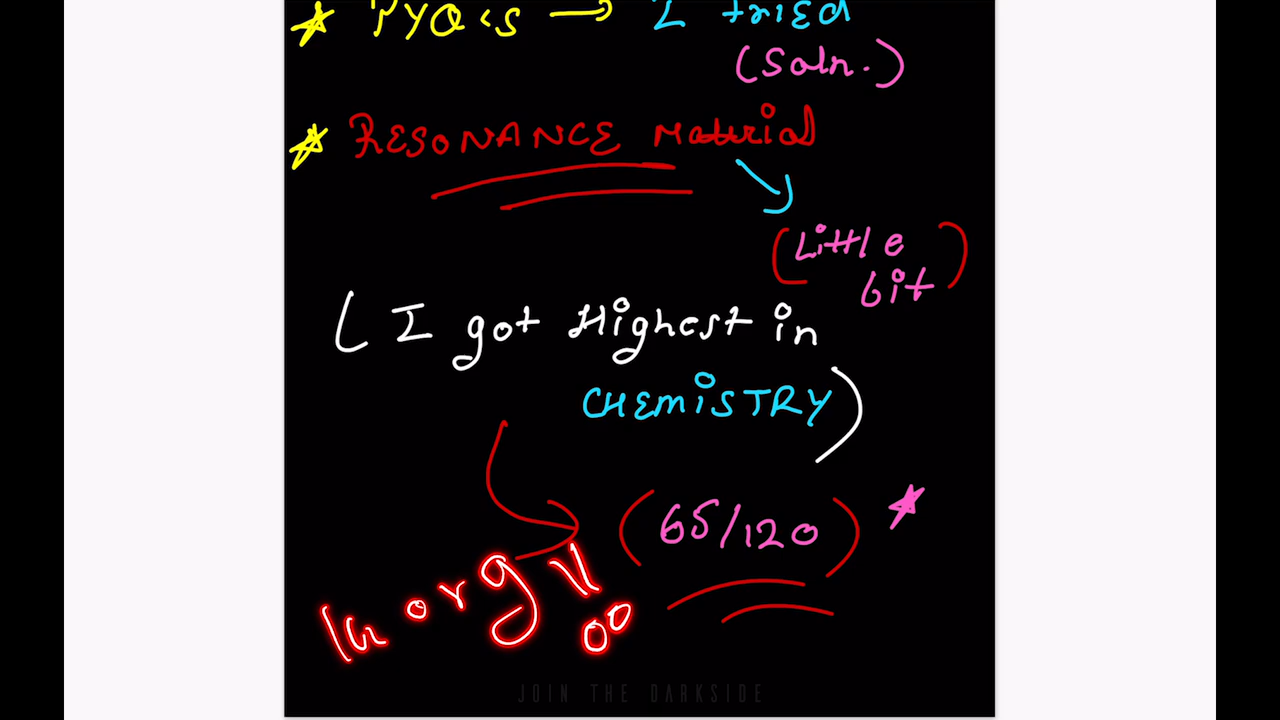 PYQ's → I tried
(Soln.)
RESONANCE Material
(Little
bit)
( I got Highest in
CHEMISTRY)
(65/120)
Inorg !!
JOIN THE DARKSIDE